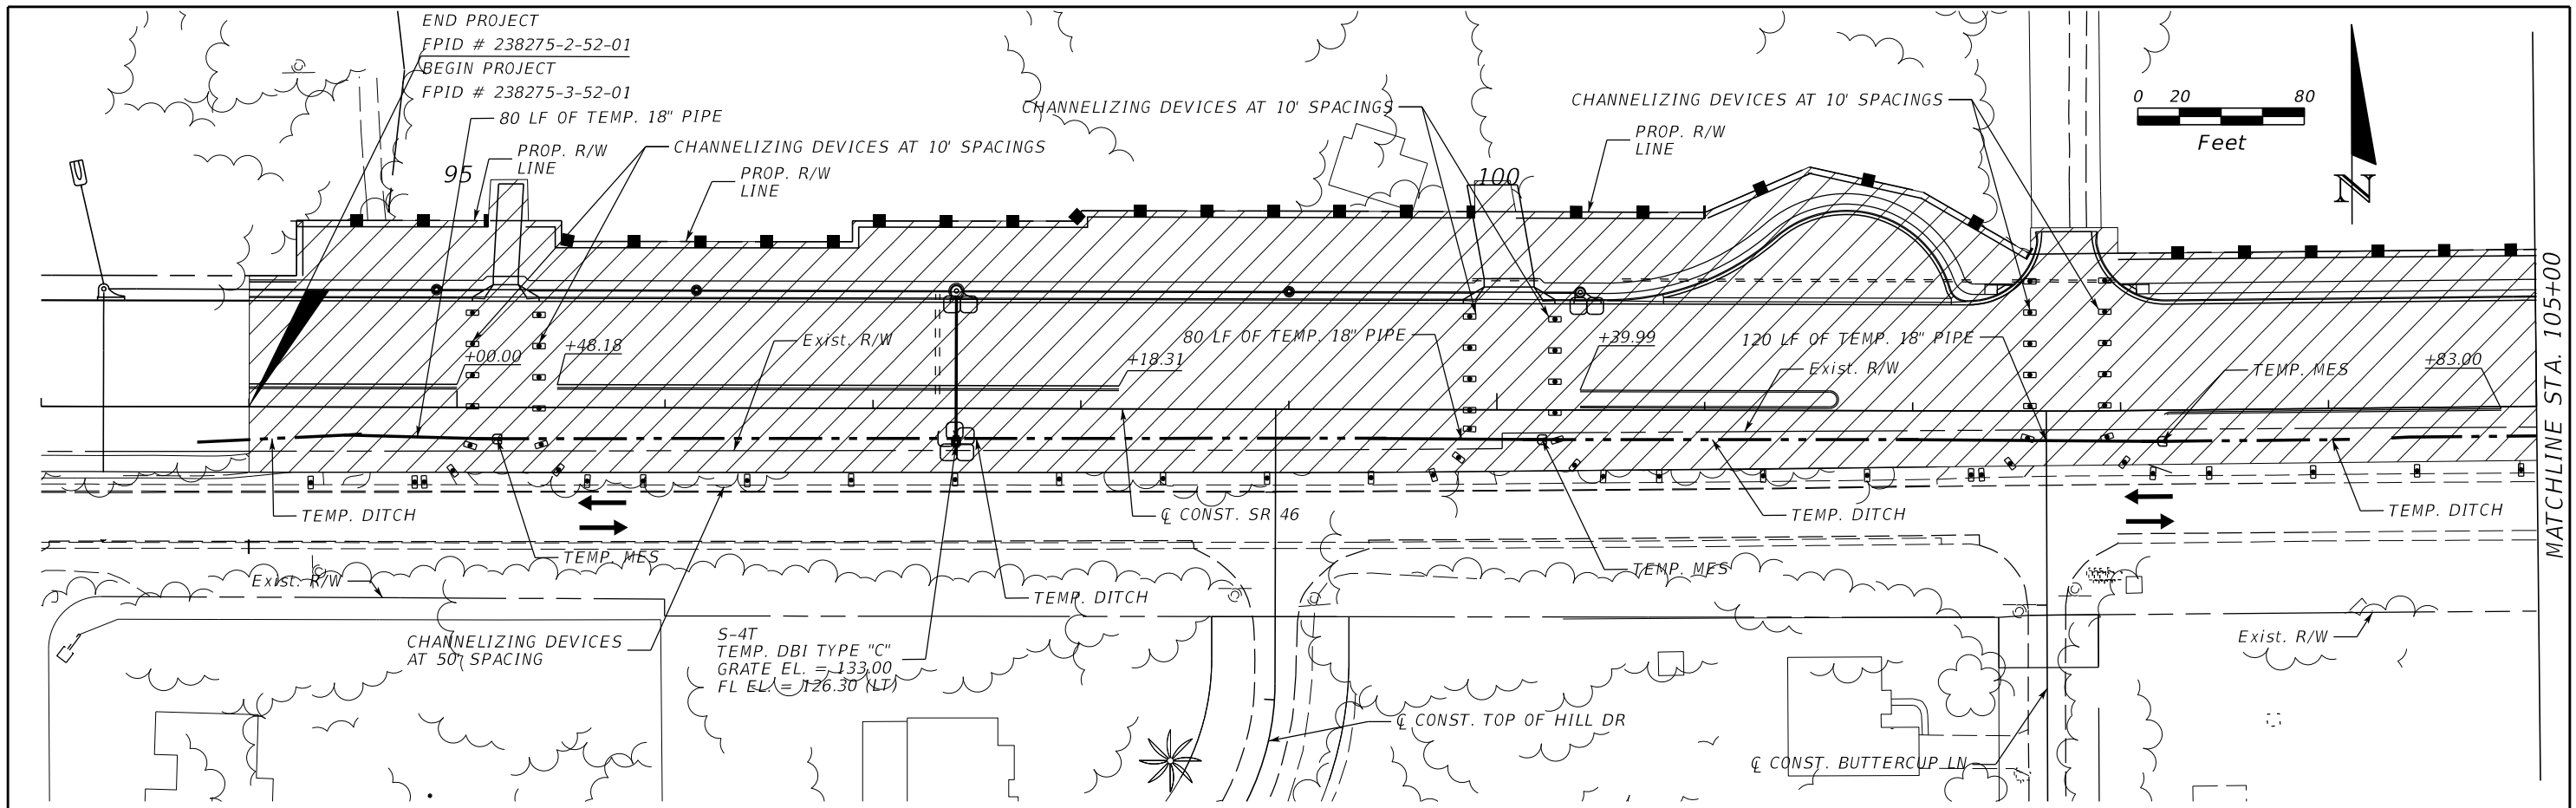 END PROJECT
FPID # 238275-2-52-01
BEGIN PROJECT
FPID # 238275-3-52-01
80 LF OF TEMP. 18" PIPE
CHANNELIZING DEVICES AT 10' SPACINGS
PROP. R/W
LINE
95
PROP. R/W
LINE
CHANNELIZING DEVICES AT 10' SPACINGS
100
CHANNELIZING DEVICES AT 10' SPACINGS
PROP. R/W
LINE
0 20 80
Feet
N
+00.00
+48.18
Exist. R/W
+18.31
80 LF OF TEMP. 18" PIPE
+39.99
120 LF OF TEMP. 18" PIPE
Exist. R/W
TEMP. MES
+83.00
MATCHLINE STA. 105+00
TEMP. DITCH
℄ CONST. SR 46
TEMP. DITCH
TEMP. DITCH
TEMP. MES
TEMP. MES
Exist. R/W
TEMP. DITCH
CHANNELIZING DEVICES
AT 50' SPACING
S-4T
TEMP. DBI TYPE "C"
GRATE EL. = 133.00
FL EL. = 126.30 (LT)
Exist. R/W
℄ CONST. TOP OF HILL DR
℄ CONST. BUTTERCUP LN